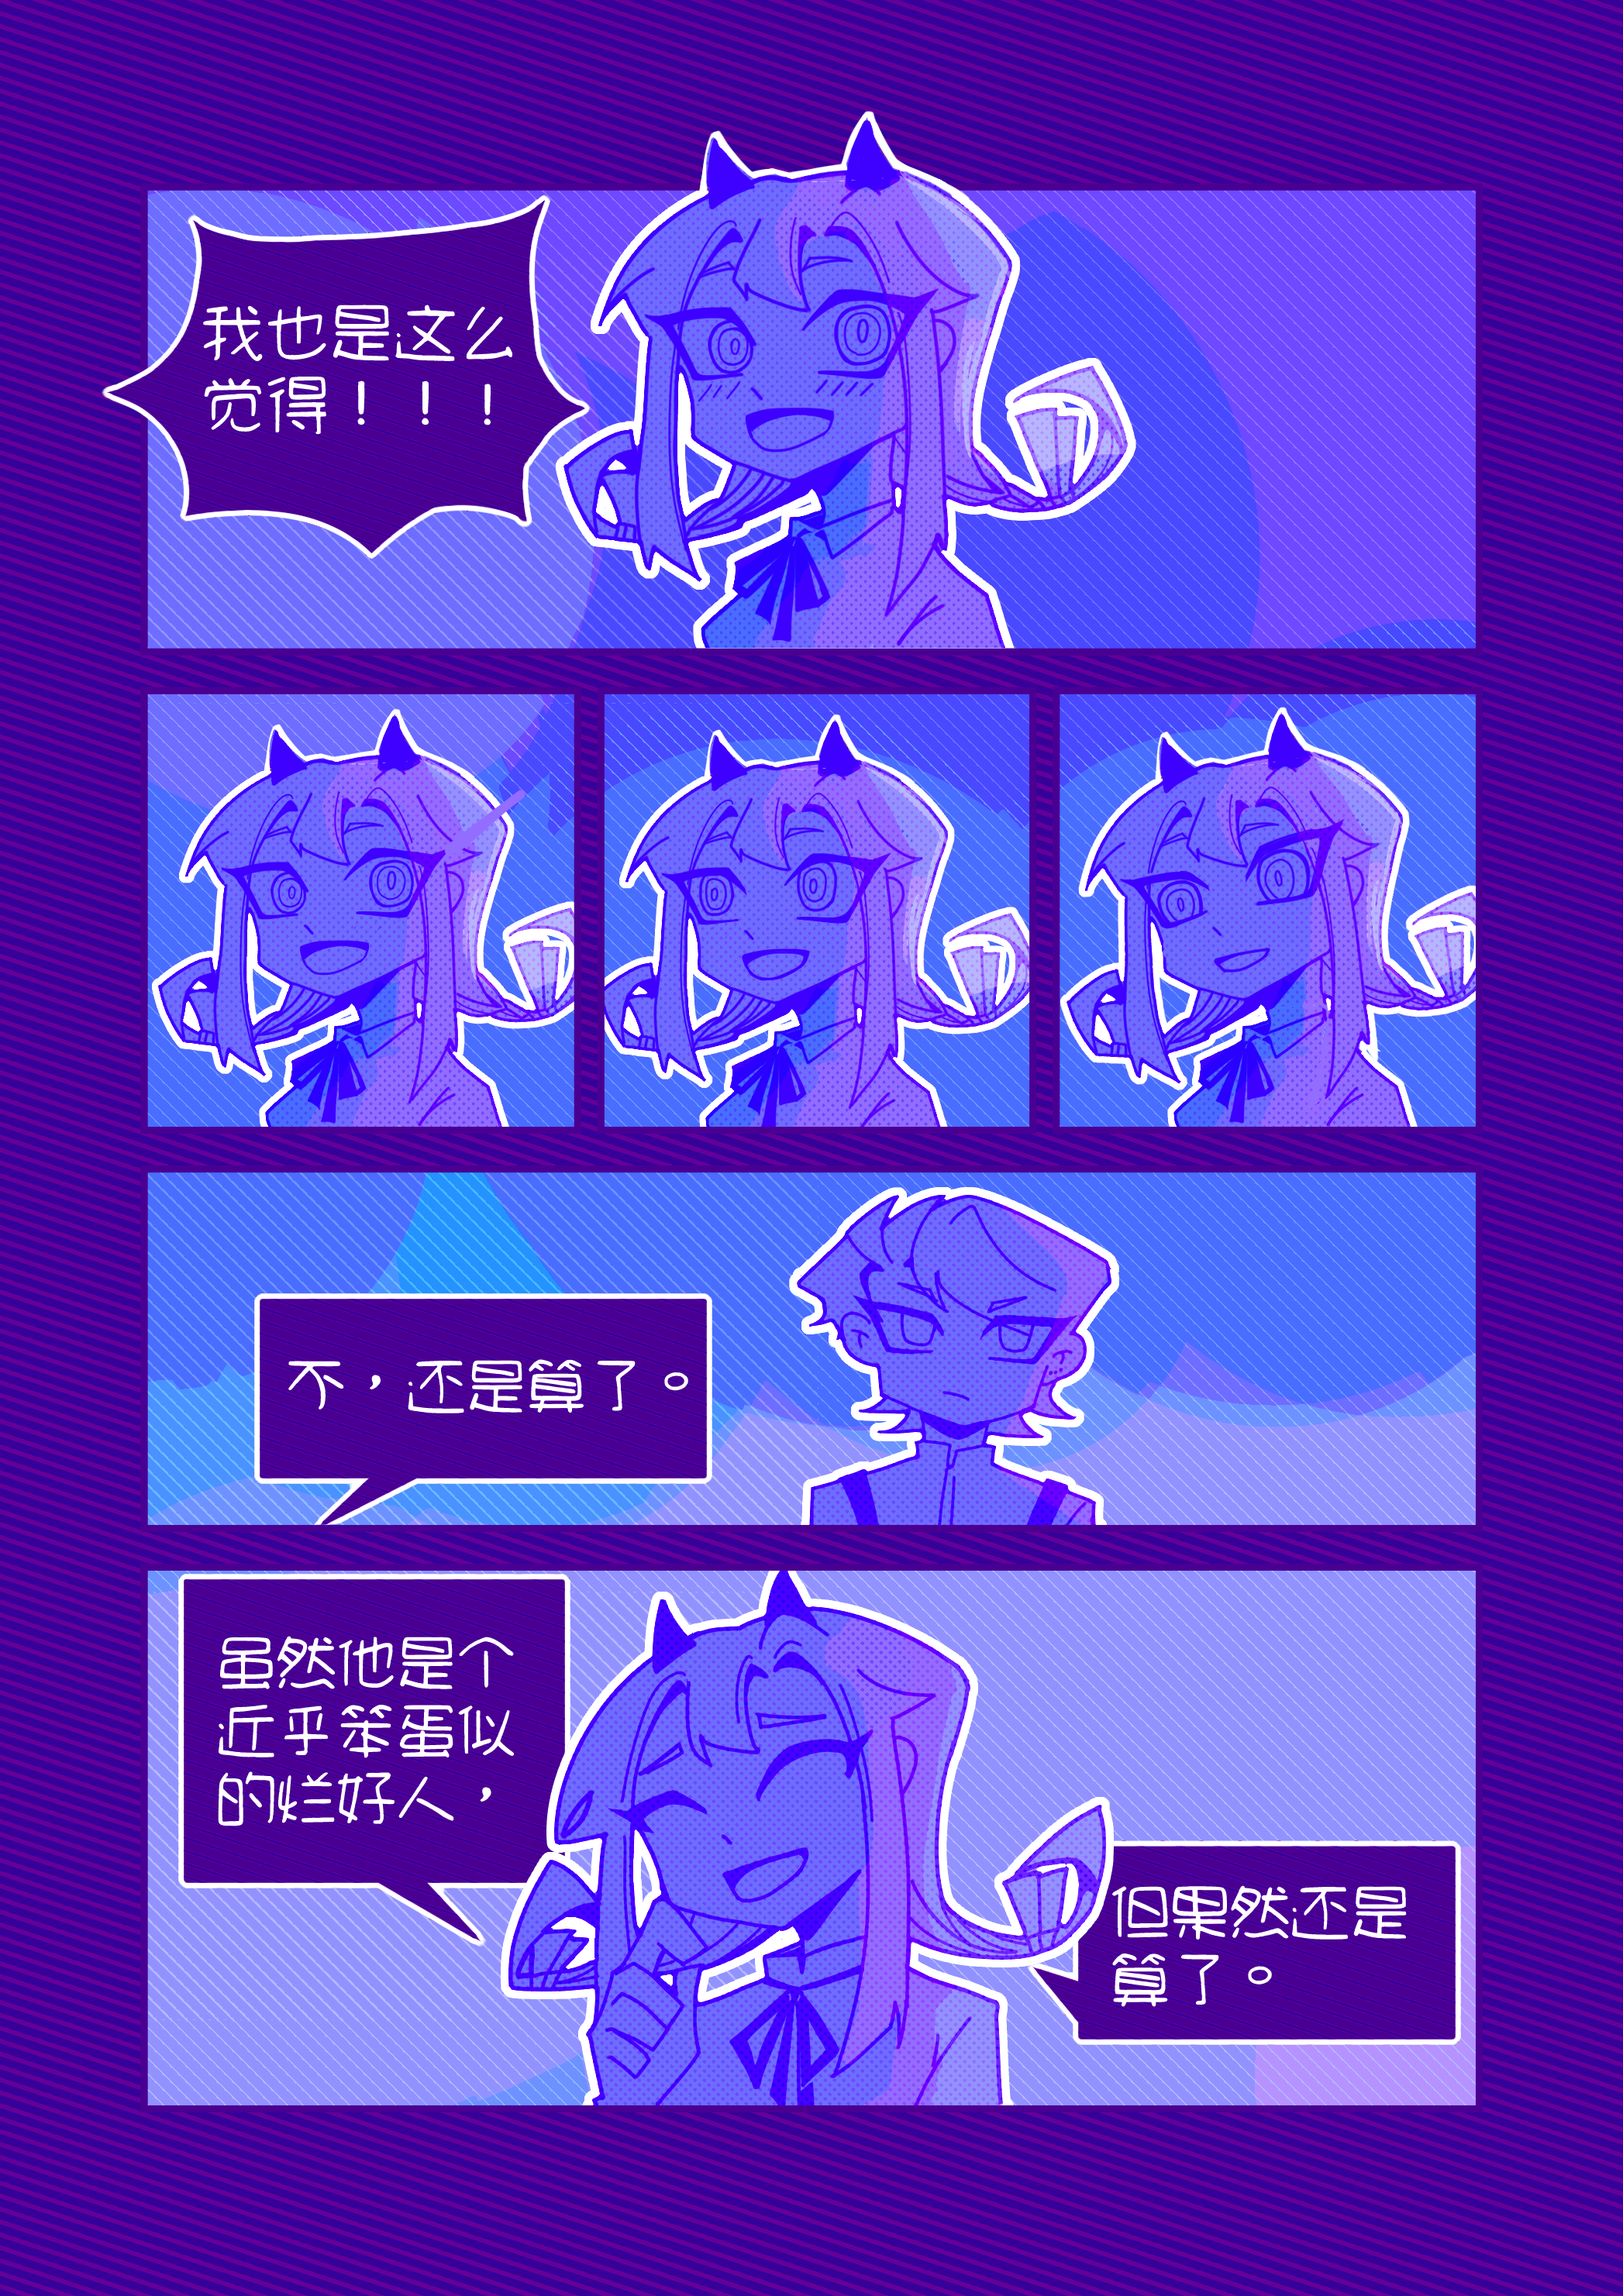 我也是这么
觉得！！！
不，还是算了。
虽然他是个
近乎笨蛋似
的烂好人，
但果然还是
算了。